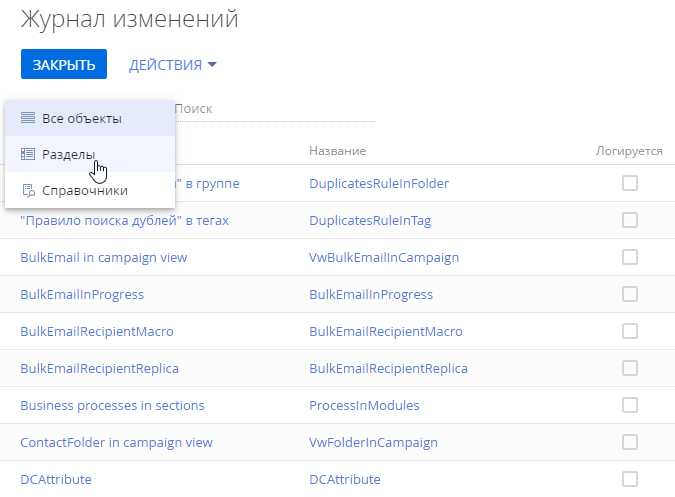 Журнал изменений
ЗАКРЫТЬ ДЕЙСТВИЯ
Поиск
Все объекты
Название Логируется
Разделы
" в группе DuplicatesRuleInFolder
Справочники
"Правило поиска дублей" в тегах DuplicatesRuleInTag
BulkEmail in campaign view VwBulkEmailInCampaign
BulkEmailInProgress BulkEmailInProgress
BulkEmailRecipientMacro BulkEmailRecipientMacro
BulkEmailRecipientReplica BulkEmailRecipientReplica
Business processes in sections ProcessInModules
ContactFolder in campaign view VwFolderInCampaign
DCAttribute DCAttribute